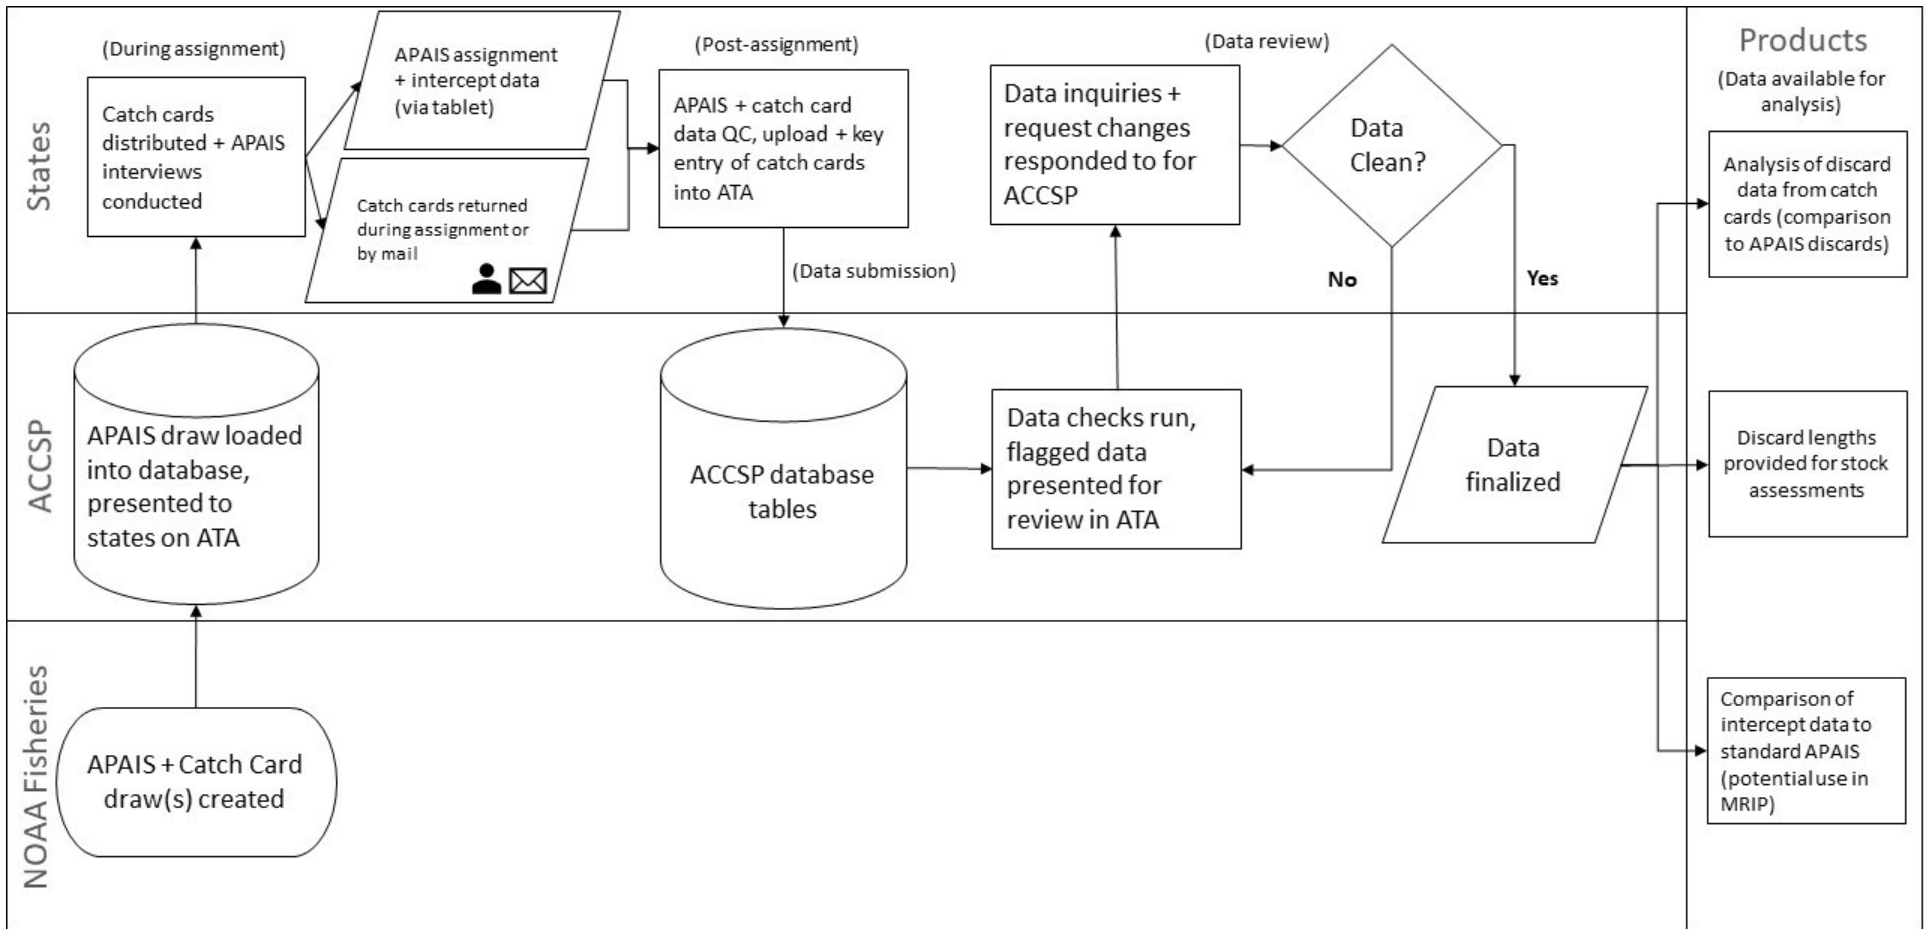 States
(During assignment)
Catch cards
distributed + APAIS
interviews
conducted
APAIS assignment
+ intercept data
(via tablet)
Catch cards returned
during assignment or
by mail
(Post-assignment)
APAIS + catch card
data QC, upload + key
entry of catch cards
into ATA
(Data submission)
(Data review)
Data inquiries +
request changes
responded to for
ACCSP
Data
Clean?
No
Yes
ACCSP
APAIS draw loaded
into database,
presented to
states on ATA
ACCSP database
tables
Data checks run,
flagged data
presented for
review in ATA
Data
finalized
NOAA Fisheries
APAIS + Catch Card
draw(s) created
Products
(Data available for
analysis)
Analysis of discard
data from catch
cards (comparison
to APAIS discards)
Discard lengths
provided for stock
assessments
Comparison of
intercept data to
standard APAIS
(potential use in
MRIP)